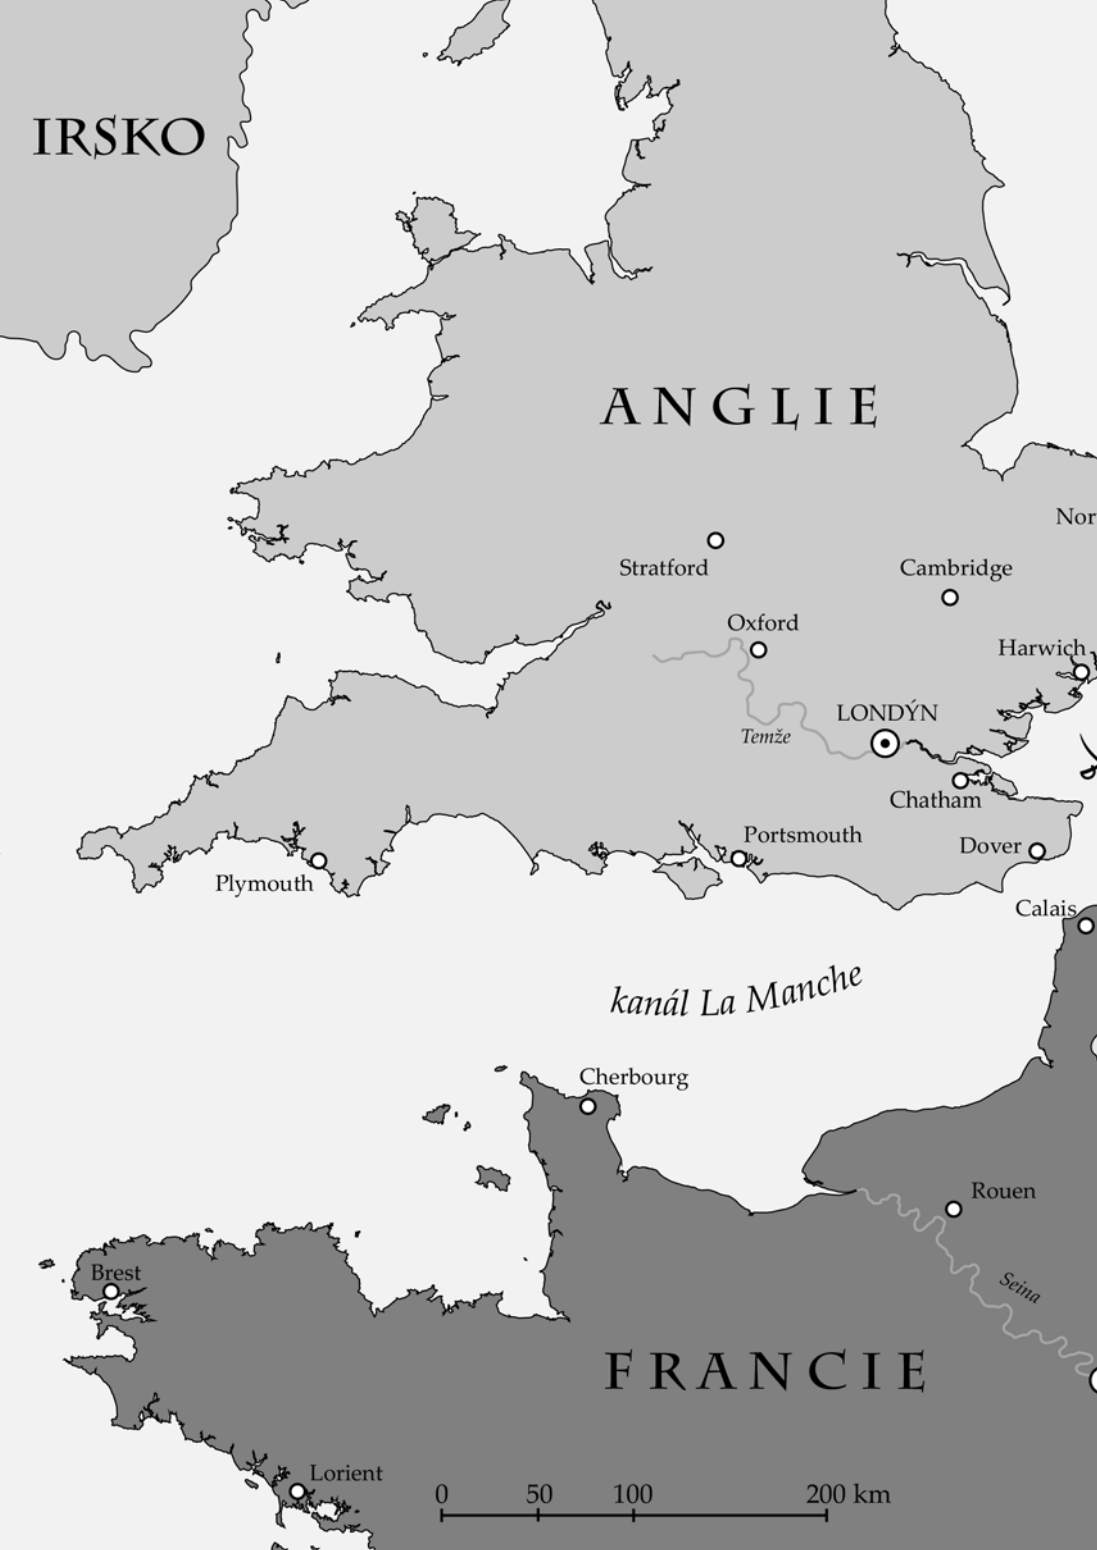 IRSKO
ANGLIE
Nor
Stratford
Cambridge
Oxford
Harwich
LONDÝN
Temže
Chatham
Portsmouth
Dover
Plymouth
Calais
kanál La Manche
Cherbourg
Rouen
Brest
Seina
FRANCIE
Lorient
0 50 100 200 km